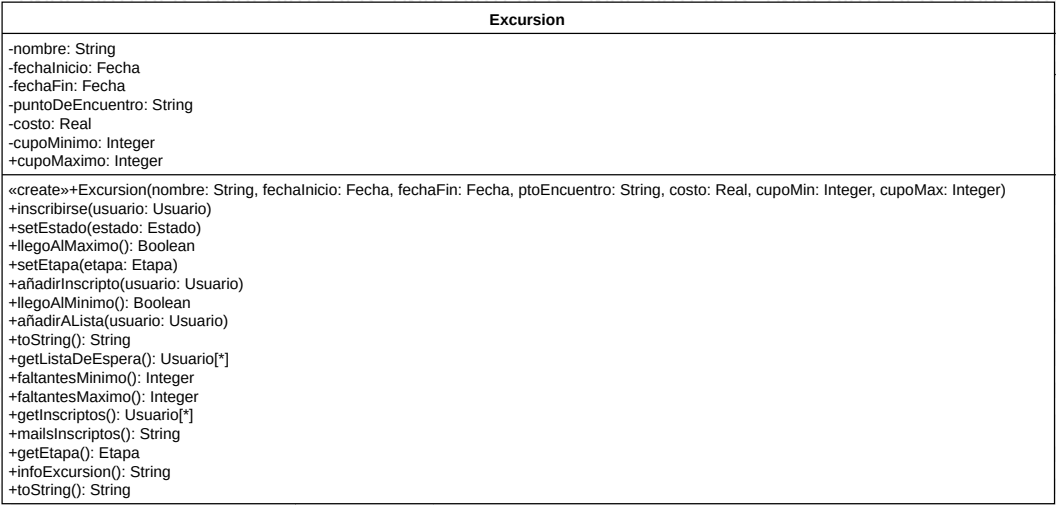 Excursion
-nombre: String
-fechaInicio: Fecha
-fechaFin: Fecha
-puntoDeEncuentro: String
-costo: Real
-cupoMinimo: Integer
+cupoMaximo: Integer
«create»+Excursion(nombre: String, fechaInicio: Fecha, fechaFin: Fecha, ptoEncuentro: String, costo: Real, cupoMin: Integer, cupoMax: Integer)
+inscribirse(usuario: Usuario)
+setEstado(estado: Estado)
+llegoAlMaximo(): Boolean
+setEtapa(etapa: Etapa)
+añadirInscripto(usuario: Usuario)
+llegoAlMinimo(): Boolean
+añadirALista(usuario: Usuario)
+toString(): String
+getListaDeEspera(): Usuario[*]
+faltantesMinimo(): Integer
+faltantesMaximo(): Integer
+getInscriptos(): Usuario[*]
+mailsInscriptos(): String
+getEtapa(): Etapa
+infoExcursion(): String
+toString(): String